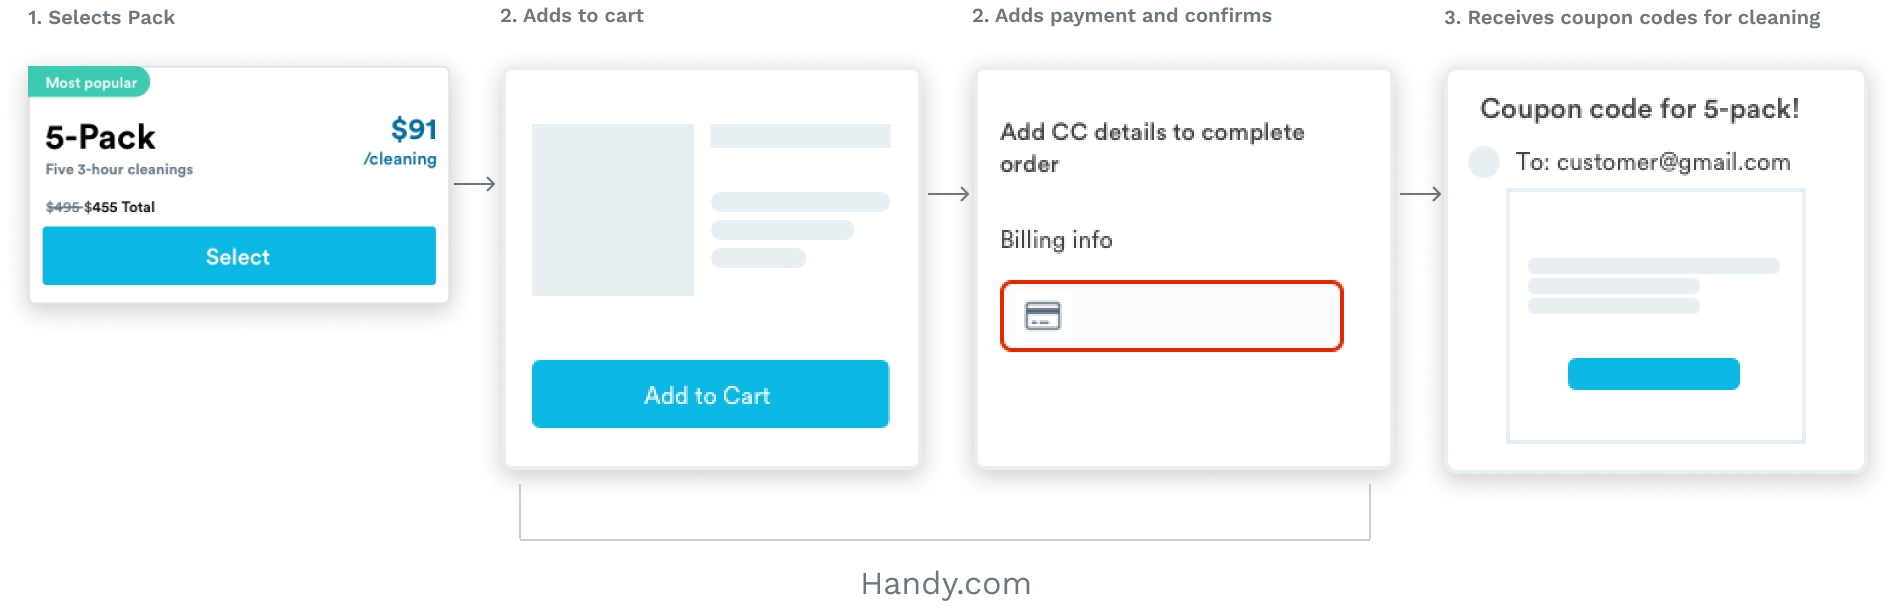 1. Selects Pack
Most popular
5-Pack
$91
/cleaning
Five 3-hour cleanings
$495 $455 Total
Select
2. Adds to cart
Add to Cart
2. Adds payment and confirms
Add CC details to complete
order
Billing info
3. Receives coupon codes for cleaning
Coupon code for 5-pack!
To: customer@gmail.com
Handy.com